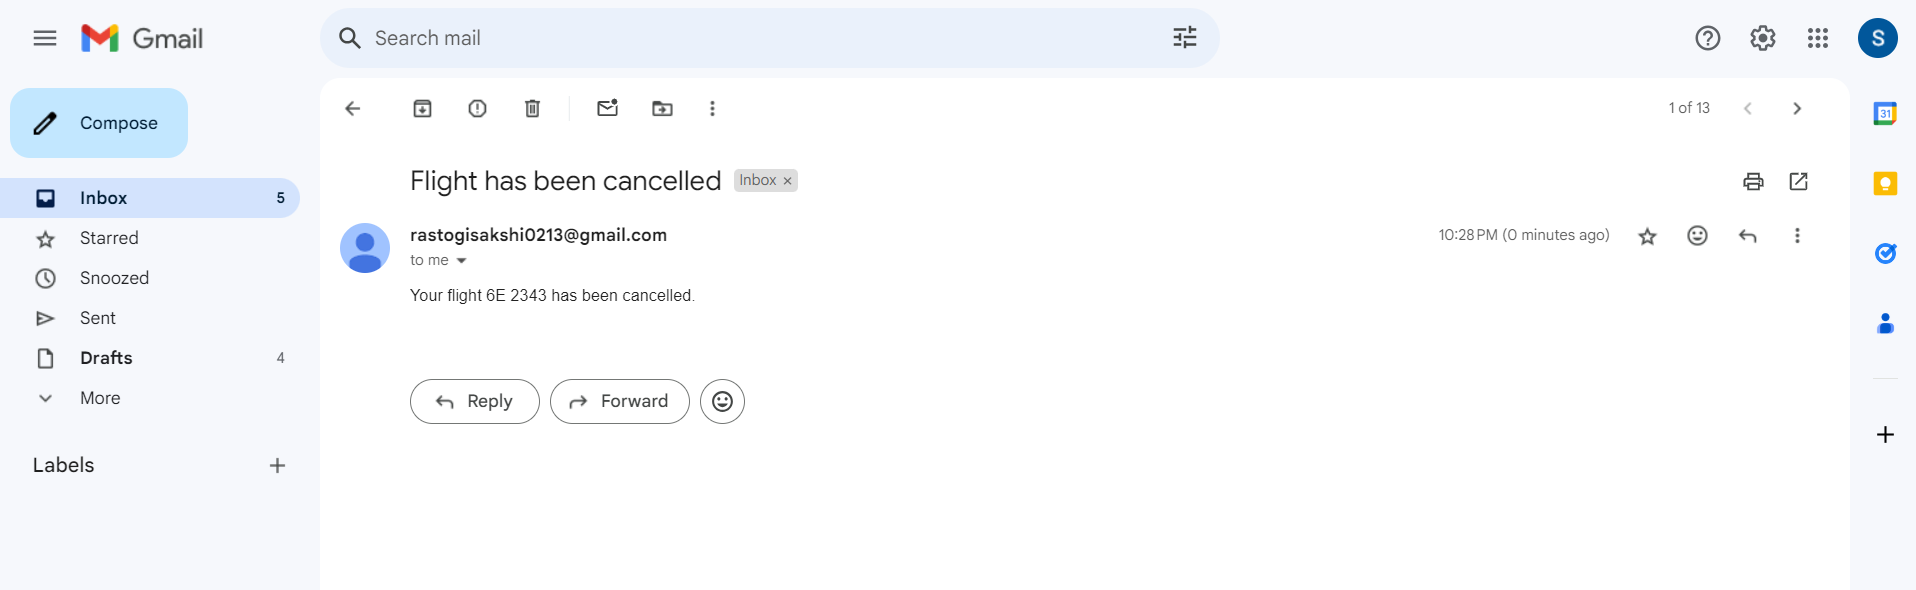 Gmail
Search mail
S
Compose
1 of 13
31
Flight has been cancelled Inbox ×
Inbox 5
rastogisakshi0213@gmail.com 10:28 PM (0 minutes ago)
Starred
to me
Snoozed
Your flight 6E 2343 has been cancelled.
Sent
Drafts 4
More
Reply Forward
Labels